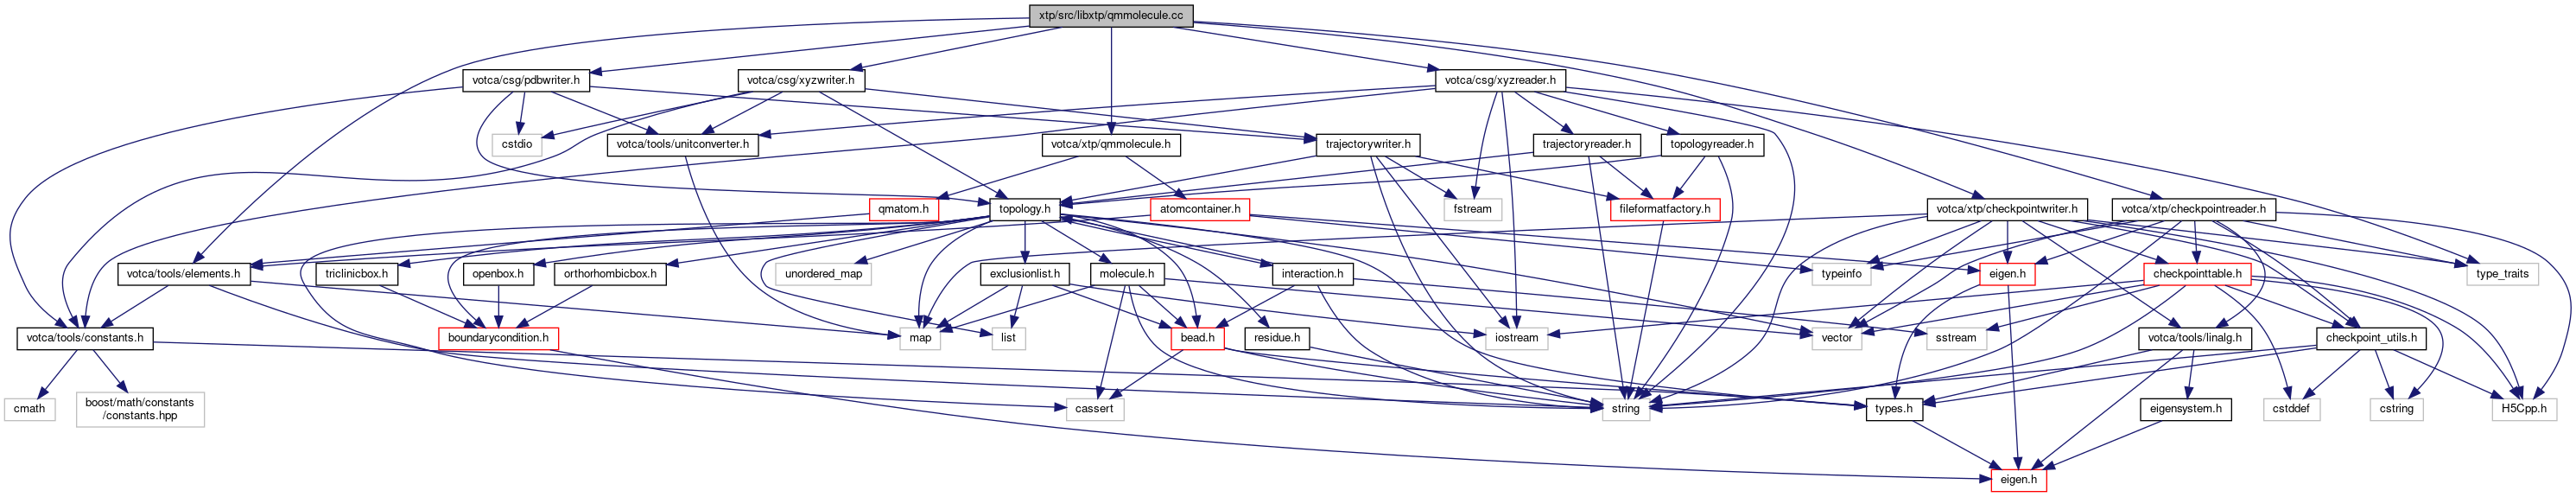 xtp/src/libxtp/qmmolecule.cc
votca/csg/pdbwriter.h
votca/csg/xyzwriter.h
votca/csg/xyzreader.h
cstdio
votca/tools/unitconverter.h
votca/xtp/qmmolecule.h
trajectorywriter.h
trajectoryreader.h
topologyreader.h
qmatom.h
topology.h
atomcontainer.h
fstream
fileformatfactory.h
votca/xtp/checkpointwriter.h
votca/xtp/checkpointreader.h
votca/tools/elements.h
triclinicbox.h
openbox.h
orthorhombicbox.h
unordered_map
exclusionlist.h
molecule.h
interaction.h
typeinfo
eigen.h
checkpointtable.h
type_traits
votca/tools/constants.h
boundarycondition.h
map
list
bead.h
residue.h
iostream
vector
sstream
votca/tools/linalg.h
checkpoint_utils.h
cmath
boost/math/constants
/constants.hpp
cassert
string
types.h
eigensystem.h
cstddef
cstring
H5Cpp.h
eigen.h